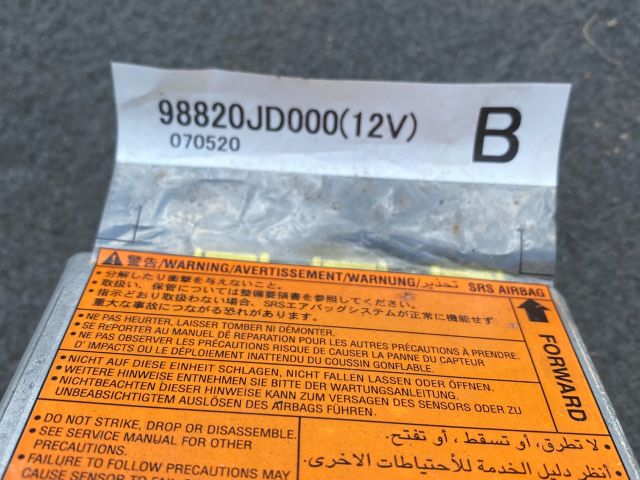 98820JD000(12V)
070520
B
警告/WARNING/AVERTISSEMENT/WARNUNG/تحذير SRS AIRBAG
• 分解したり衝撃を与えないこと。
• 取扱い、保管については整備要領書を参照してください
• 指示どおり取扱わない場合、SRSエアバッグシステムが正常に機能せず
重大な事故につながる恐れがあります。
• NE PAS HEURTER, LAISSER TOMBER NI DÉMONTER.
• SE REPORTER AU MANUEL DE REPARATION POUR LES AUTRES PRÉCAUTIONS À PRENDRE.
• NE PAS OBSERVER LES PRÉCAUTIONS RISQUE DE CAUSER LA PANNE DU CAPTEUR
D' IMPACTS OU LE DÉPLOIEMENT INATTENDU DU COUSSIN GONFLABLE.
• NICHT AUF DIESE EINHEIT SCHLAGEN, NICHT FALLEN LASSEN ODER ÖFFNEN.
• WEITERE HINWEISE ENTNEHMEN SIE BITTE DER WARTUNGSANLEITUNG.
• NICHTBEACHTEN DIESER HINWEISE KANN ZUM VERSAGEN DES SENSORS ODER ZU
UNBEABSICHTIGTEM AUSLÖSEN DES AIRBAGS FÜHREN.
FORWARD
• DO NOT STRIKE, DROP OR DISASSEMBLE.
• SEE SERVICE MANUAL FOR OTHER
PRECAUTIONS.
• FAILURE TO FOLLOW PRECAUTIONS MAY
CAUSE SENSOR TO FAIL
• لا تطرق، أو تسقط ، أو تفتح.
• أنظر دليل الخدمة للأحتياطات الاخرى.